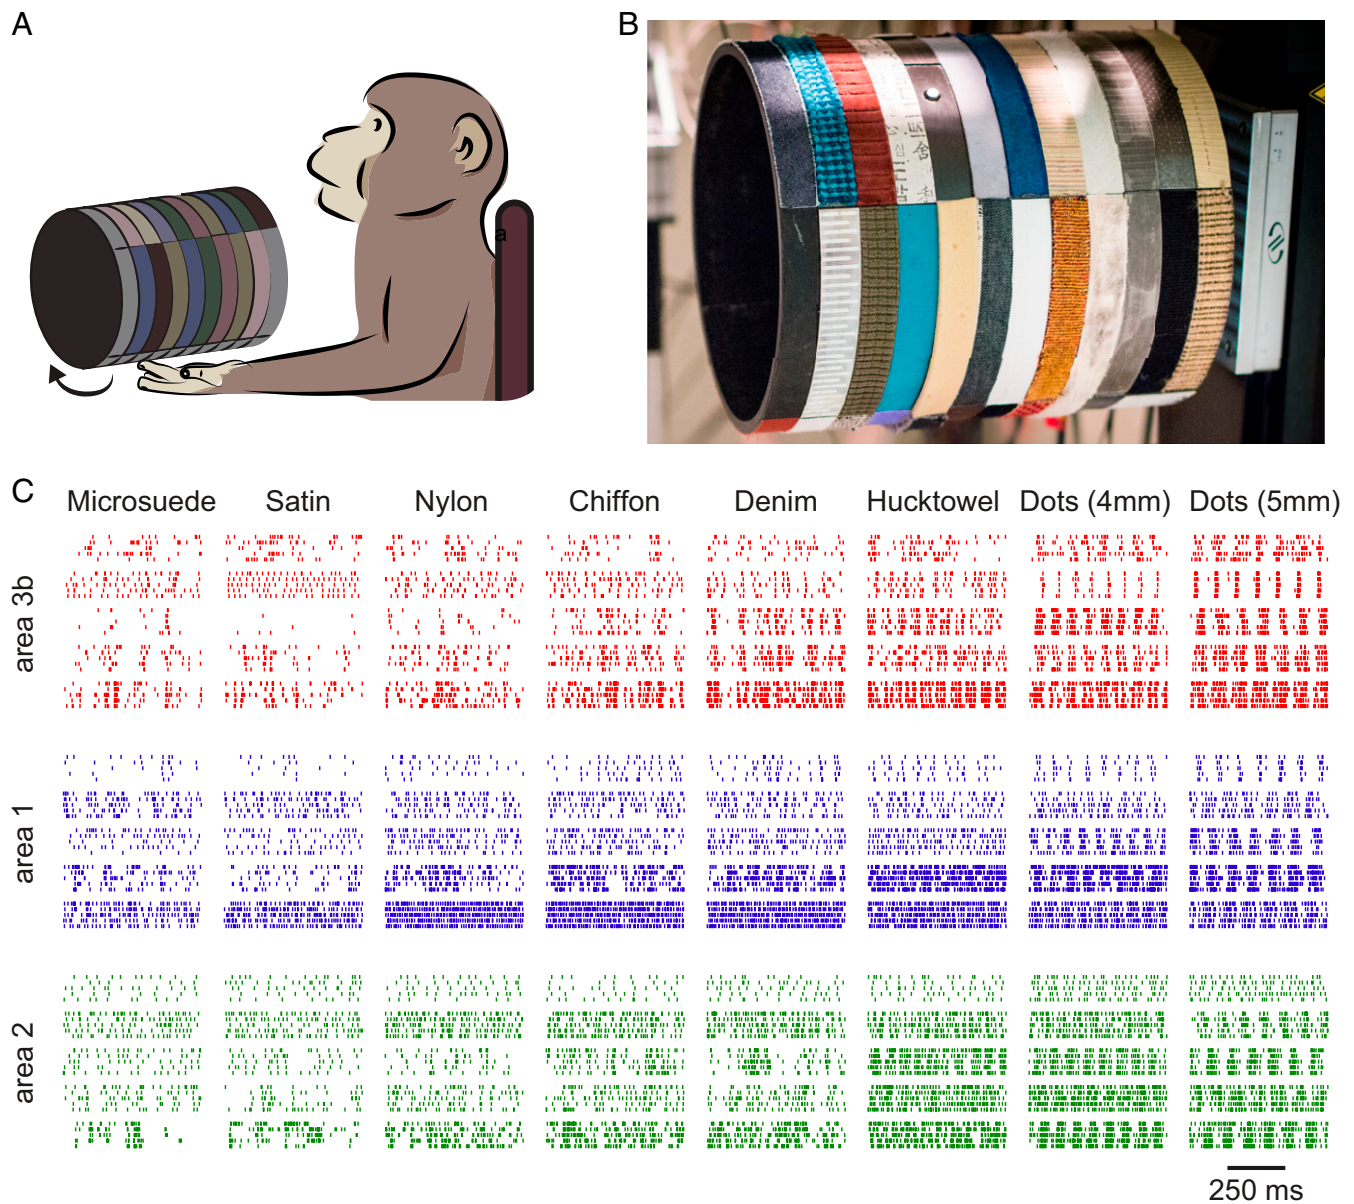 A
B
a
C
Microsuede Satin Nylon Chiffon Denim Hucktowel Dots (4mm) Dots (5mm)
area 3b
area 1
area 2
250 ms